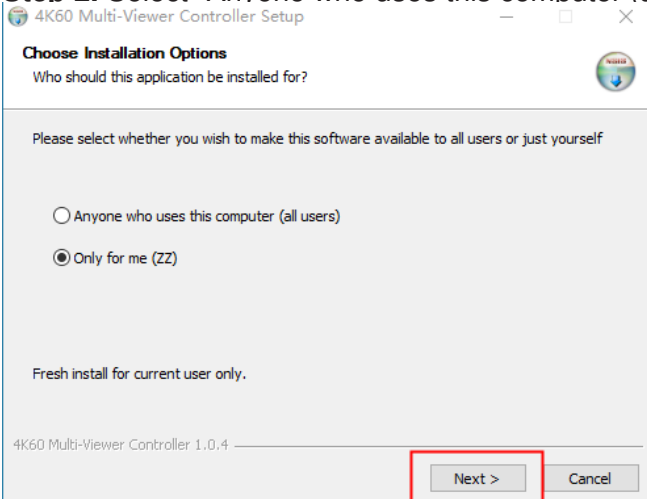 4K60 Multi-Viewer Controller Setup
Choose Installation Options
Who should this application be installed for?
Please select whether you wish to make this software available to all users or just yourself
Anyone who uses this computer (all users)
Only for me (ZZ)
Fresh install for current user only.
4K60 Multi-Viewer Controller 1.0.4
Next >
Cancel